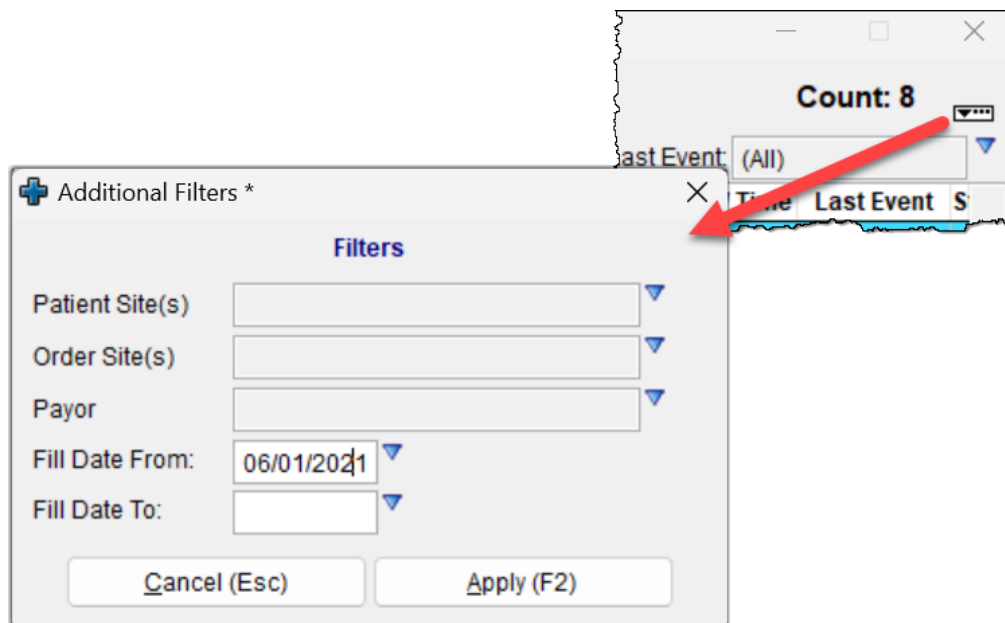 Count: 8
ast Event: (All)
Time Last Event
Additional Filters *
Filters
Patient Site(s)
Order Site(s)
Payor
Fill Date From: 06/01/2021
Fill Date To:
Cancel (Esc) Apply (F2)